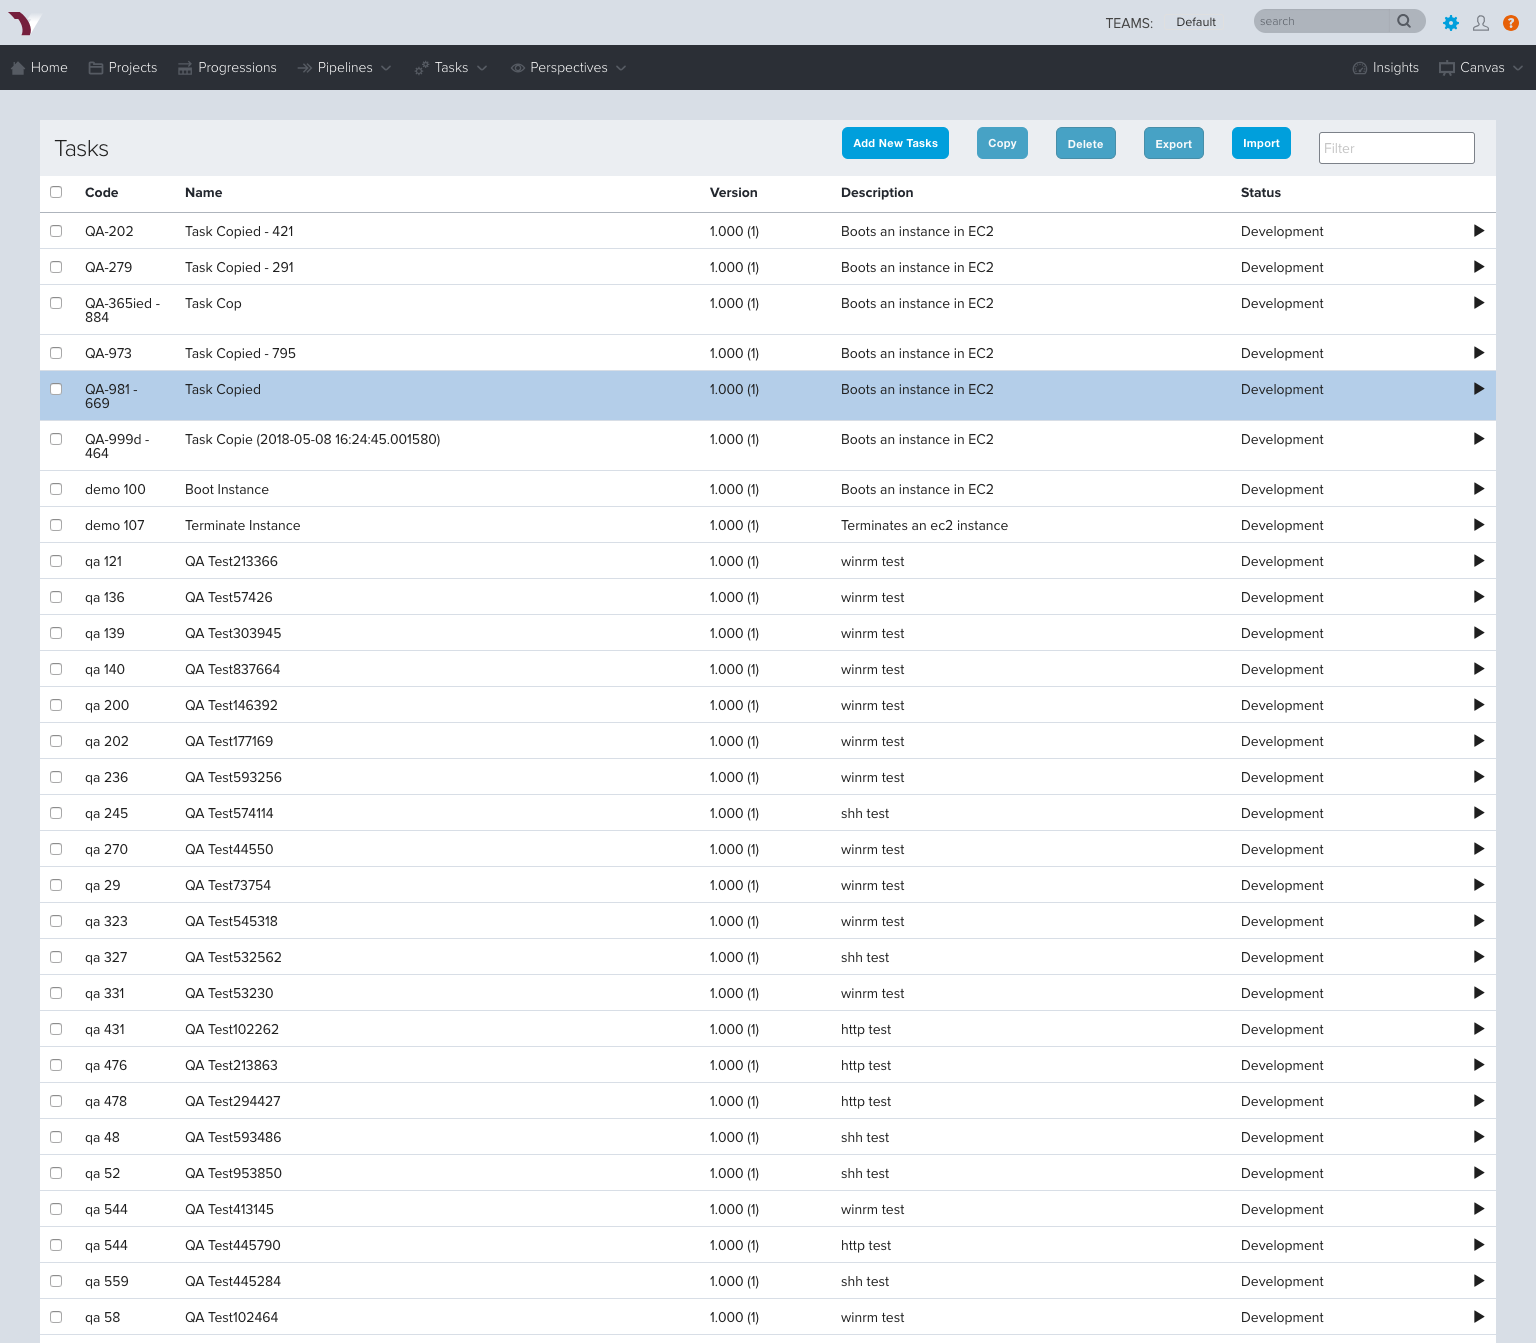 TEAMS: Default search ?
Home Projects Progressions Pipelines Tasks Perspectives Insights Canvas
Tasks Add New Tasks Copy Delete Export Import Filter
Code Name Version Description Status
QA-202 Task Copied - 421 1.000 (1) Boots an instance in EC2 Development
QA-279 Task Copied - 291 1.000 (1) Boots an instance in EC2 Development
QA-365ied - Task Cop 1.000 (1) Boots an instance in EC2 Development
884
QA-973 Task Copied - 795 1.000 (1) Boots an instance in EC2 Development
QA-981 - Task Copied 1.000 (1) Boots an instance in EC2 Development
669
QA-999d - Task Copie (2018-05-08 16:24:45.001580) 1.000 (1) Boots an instance in EC2 Development
464
demo 100 Boot Instance 1.000 (1) Boots an instance in EC2 Development
demo 107 Terminate Instance 1.000 (1) Terminates an ec2 instance Development
qa 121 QA Test213366 1.000 (1) winrm test Development
qa 136 QA Test57426 1.000 (1) winrm test Development
qa 139 QA Test303945 1.000 (1) winrm test Development
qa 140 QA Test837664 1.000 (1) winrm test Development
qa 200 QA Test146392 1.000 (1) winrm test Development
qa 202 QA Test177169 1.000 (1) winrm test Development
qa 236 QA Test593256 1.000 (1) winrm test Development
qa 245 QA Test574114 1.000 (1) shh test Development
qa 270 QA Test44550 1.000 (1) winrm test Development
qa 29 QA Test73754 1.000 (1) winrm test Development
qa 323 QA Test545318 1.000 (1) winrm test Development
qa 327 QA Test532562 1.000 (1) shh test Development
qa 331 QA Test53230 1.000 (1) winrm test Development
qa 431 QA Test102262 1.000 (1) http test Development
qa 476 QA Test213863 1.000 (1) http test Development
qa 478 QA Test294427 1.000 (1) http test Development
qa 48 QA Test593486 1.000 (1) shh test Development
qa 52 QA Test953850 1.000 (1) shh test Development
qa 544 QA Test413145 1.000 (1) winrm test Development
qa 544 QA Test445790 1.000 (1) http test Development
qa 559 QA Test445284 1.000 (1) shh test Development
qa 58 QA Test102464 1.000 (1) winrm test Development